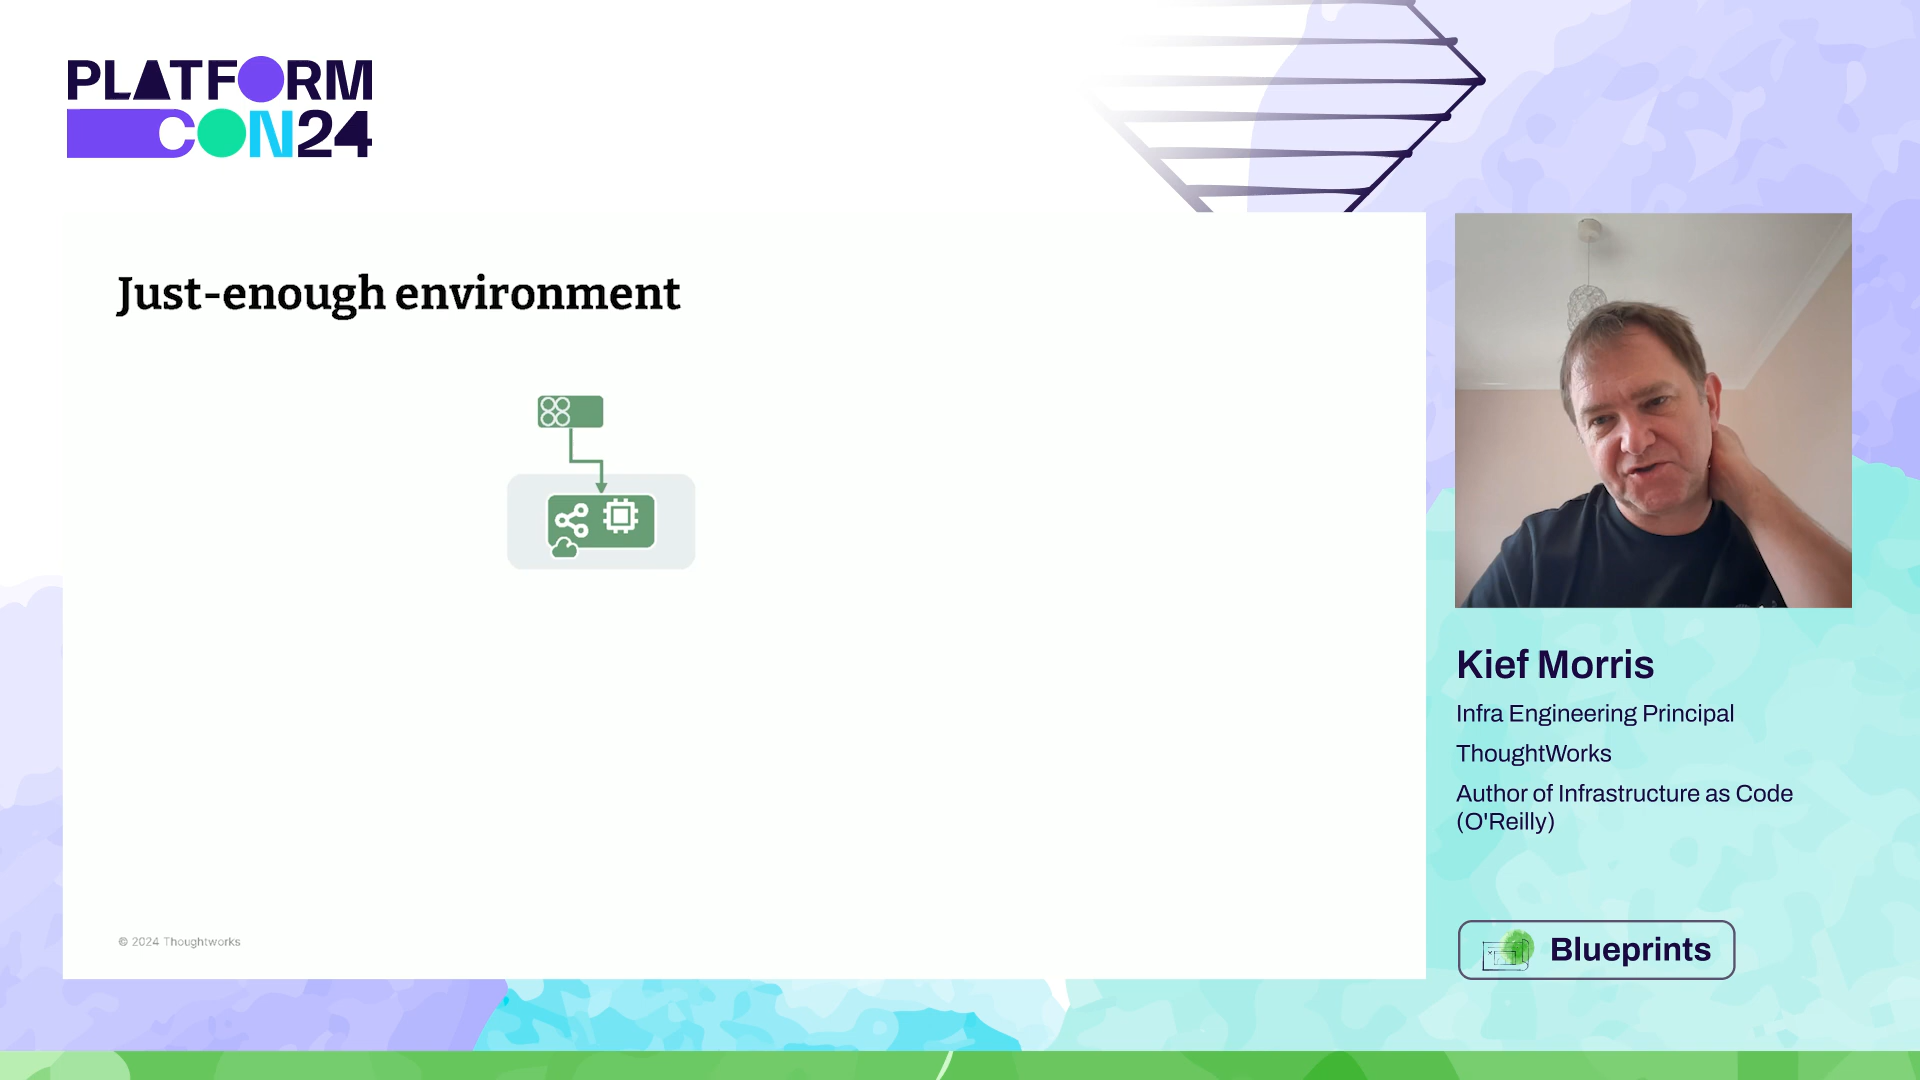 PLATFORM
CON24
Just-enough environment
© 2024 Thoughtworks
Kief Morris
Infra Engineering Principal
ThoughtWorks
Author of Infrastructure as Code
(O'Reilly)
Blueprints